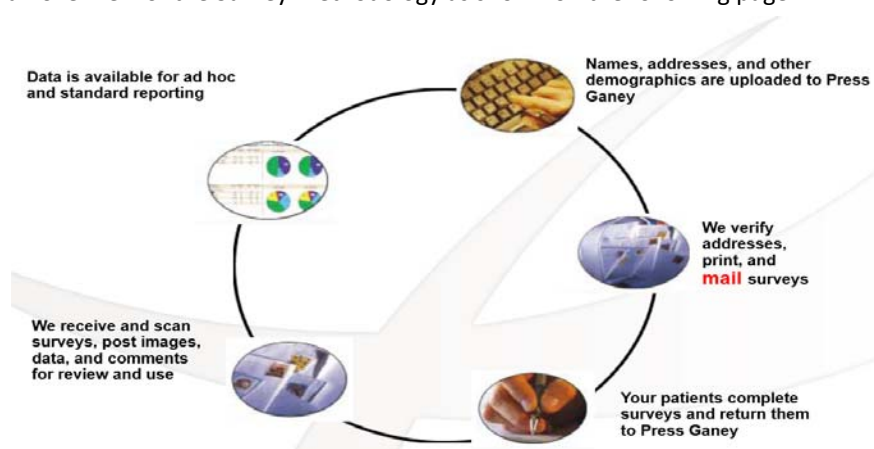 Data is available for ad hoc
and standard reporting
Names, addresses, and other
demographics are uploaded to Press
Ganey
We verify
addresses,
print, and
mail surveys
We receive and scan
surveys, post images,
data, and comments
for review and use
Your patients complete
surveys and return them
to Press Ganey